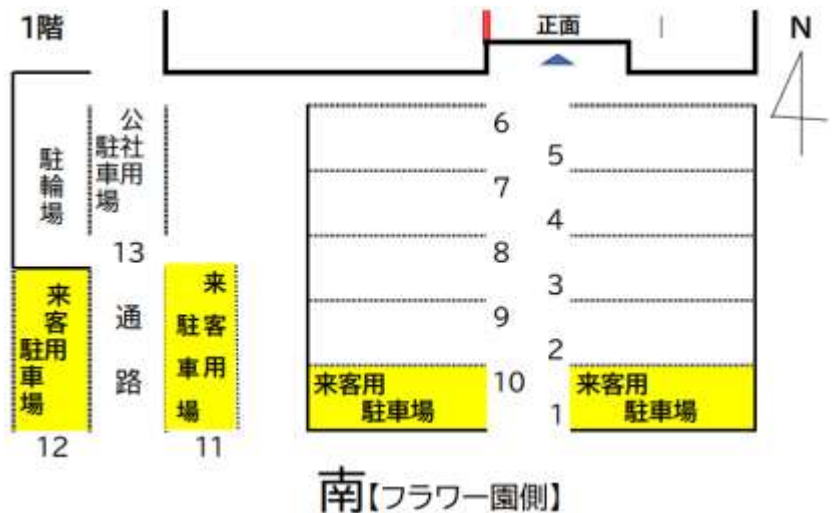 1階
正面
N
公社用
駐車場
駐輪場
6
5
7
4
8
3
9
2
10
1
13
来客用
駐車場
12
通路
来客用
駐車場
11
来客用
駐車場
来客用
駐車場
南【フラワー園側】